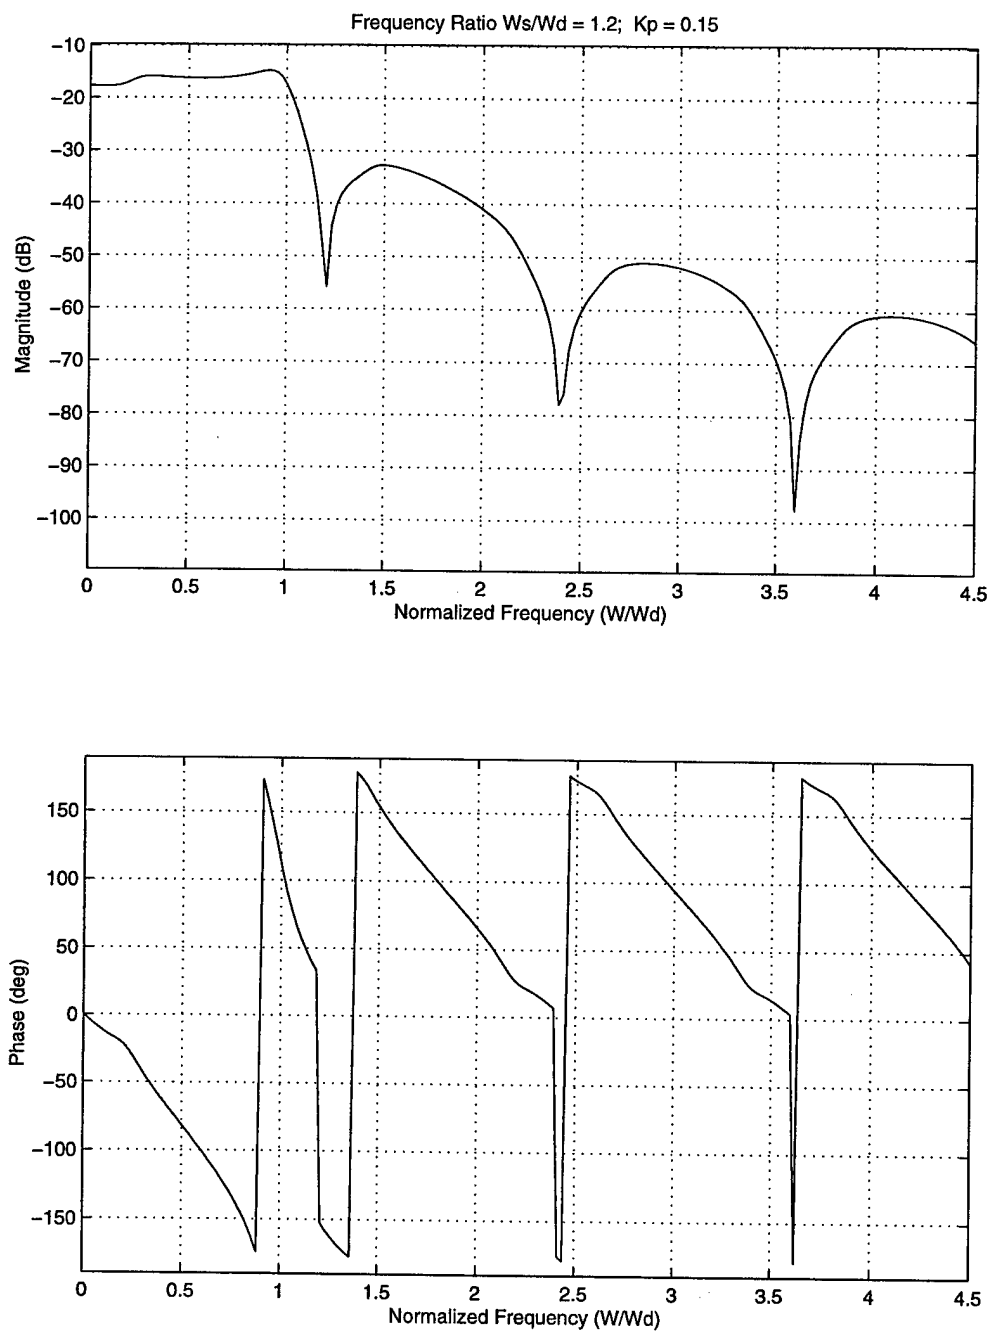 Frequency Ratio Ws/Wd = 1.2; Kp = 0.15
−10
−20
−30
−40
−50
−60
−70
−80
−90
−100
Magnitude (dB)
0 0.5 1 1.5 2 2.5 3 3.5 4 4.5
Normalized Frequency (W/Wd)
150
100
50
0
−50
−100
−150
Phase (deg)
0 0.5 1 1.5 2 2.5 3 3.5 4 4.5
Normalized Frequency (W/Wd)